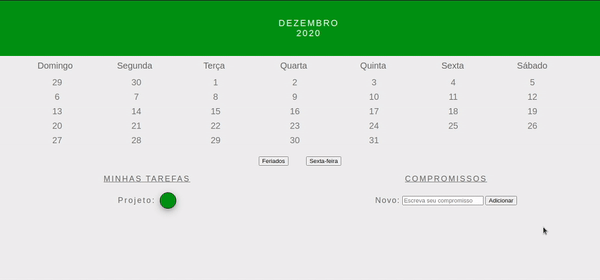 DEZEMBRO
2020
Domingo Segunda Terça Quarta Quinta Sexta Sábado
29 30 1 2 3 4 5
6 7 8 9 10 11 12
13 14 15 16 17 18 19
20 21 22 23 24 25 26
27 28 29 30 31
Feriados Sexta-feira
MINHAS TAREFAS
Projeto:
COMPROMISSOS
Novo: Escreva seu compromisso Adicionar